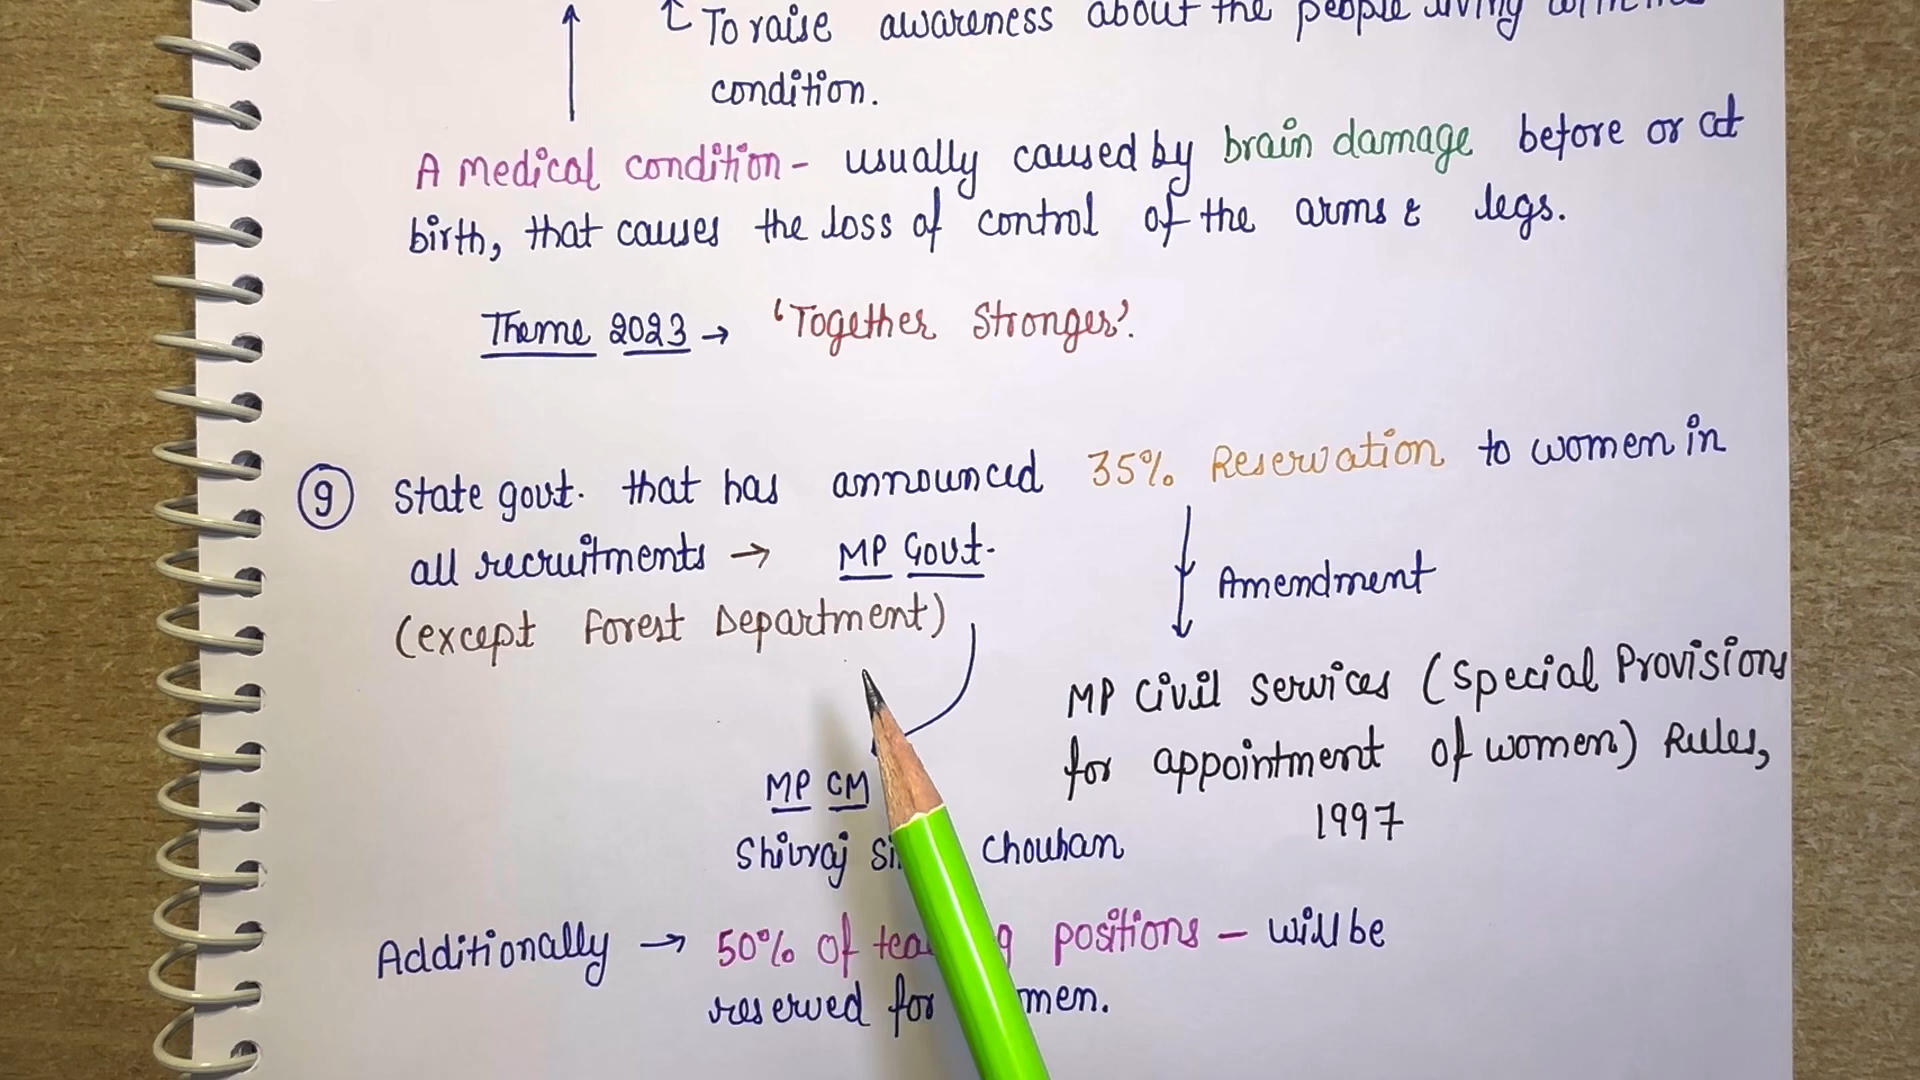 To raise awareness about the people living
condition.
A medical condition - usually caused by brain damage before or at
birth, that causes the loss of control of the arms & legs.
Theme 2023 → 'Together Stronger'.
9 State govt. that has announced 35% Reservation to women in
all recruitments → MP Govt.
(except Forest Department)
Amendment
MP Civil Services (Special Provisions
for appointment of women) Rules,
1997
MP CM
Shivraj Chouhan
Additionally → 50% of positions - will be
reserved for